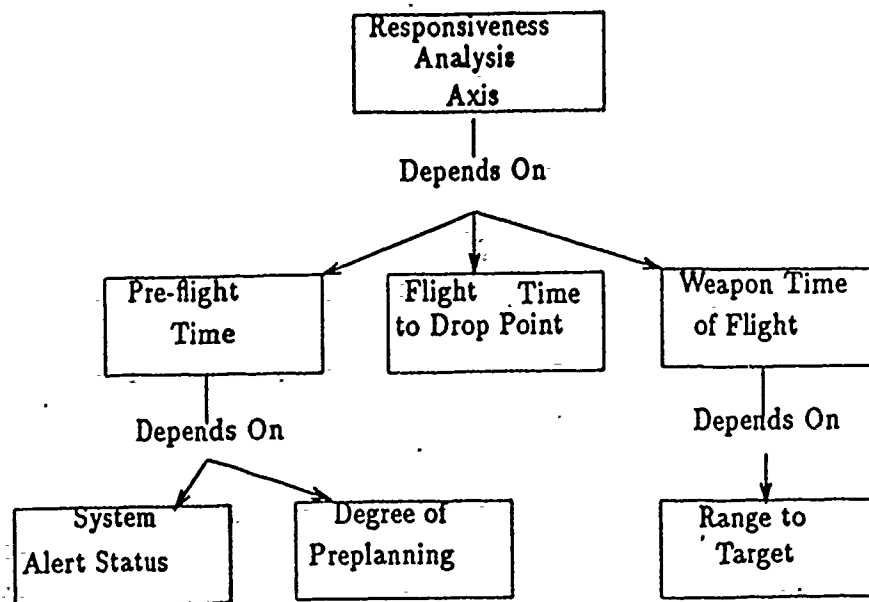 Responsiveness
Analysis
Axis
Depends On
Pre-flight
Time
Flight Time
to Drop Point
Weapon Time
of Flight
Depends On
Depends On
System
Alert Status
Degree of
Preplanning
Range to
Target